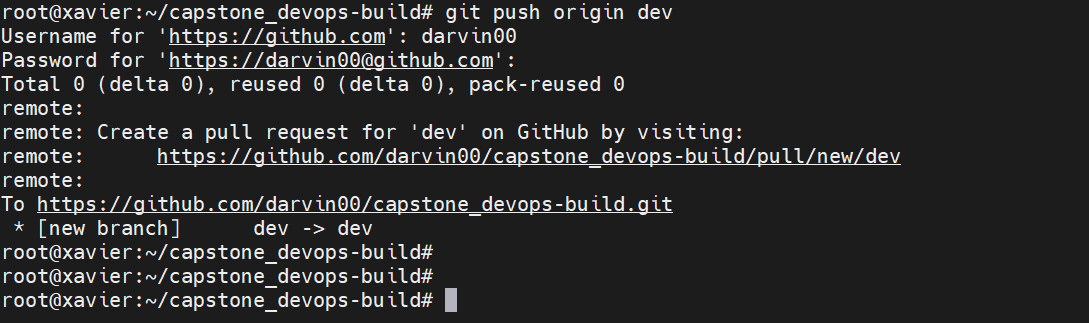 root@xavier:~/capstone_devops-build# git push origin dev
Username for 'https://github.com': darvin00
Password for 'https://darvin00@github.com':
Total 0 (delta 0), reused 0 (delta 0), pack-reused 0
remote:
remote: Create a pull request for 'dev' on GitHub by visiting:
remote:      https://github.com/darvin00/capstone_devops-build/pull/new/dev
remote:
To https://github.com/darvin00/capstone_devops-build.git
 * [new branch]      dev -> dev
root@xavier:~/capstone_devops-build#
root@xavier:~/capstone_devops-build#
root@xavier:~/capstone_devops-build#